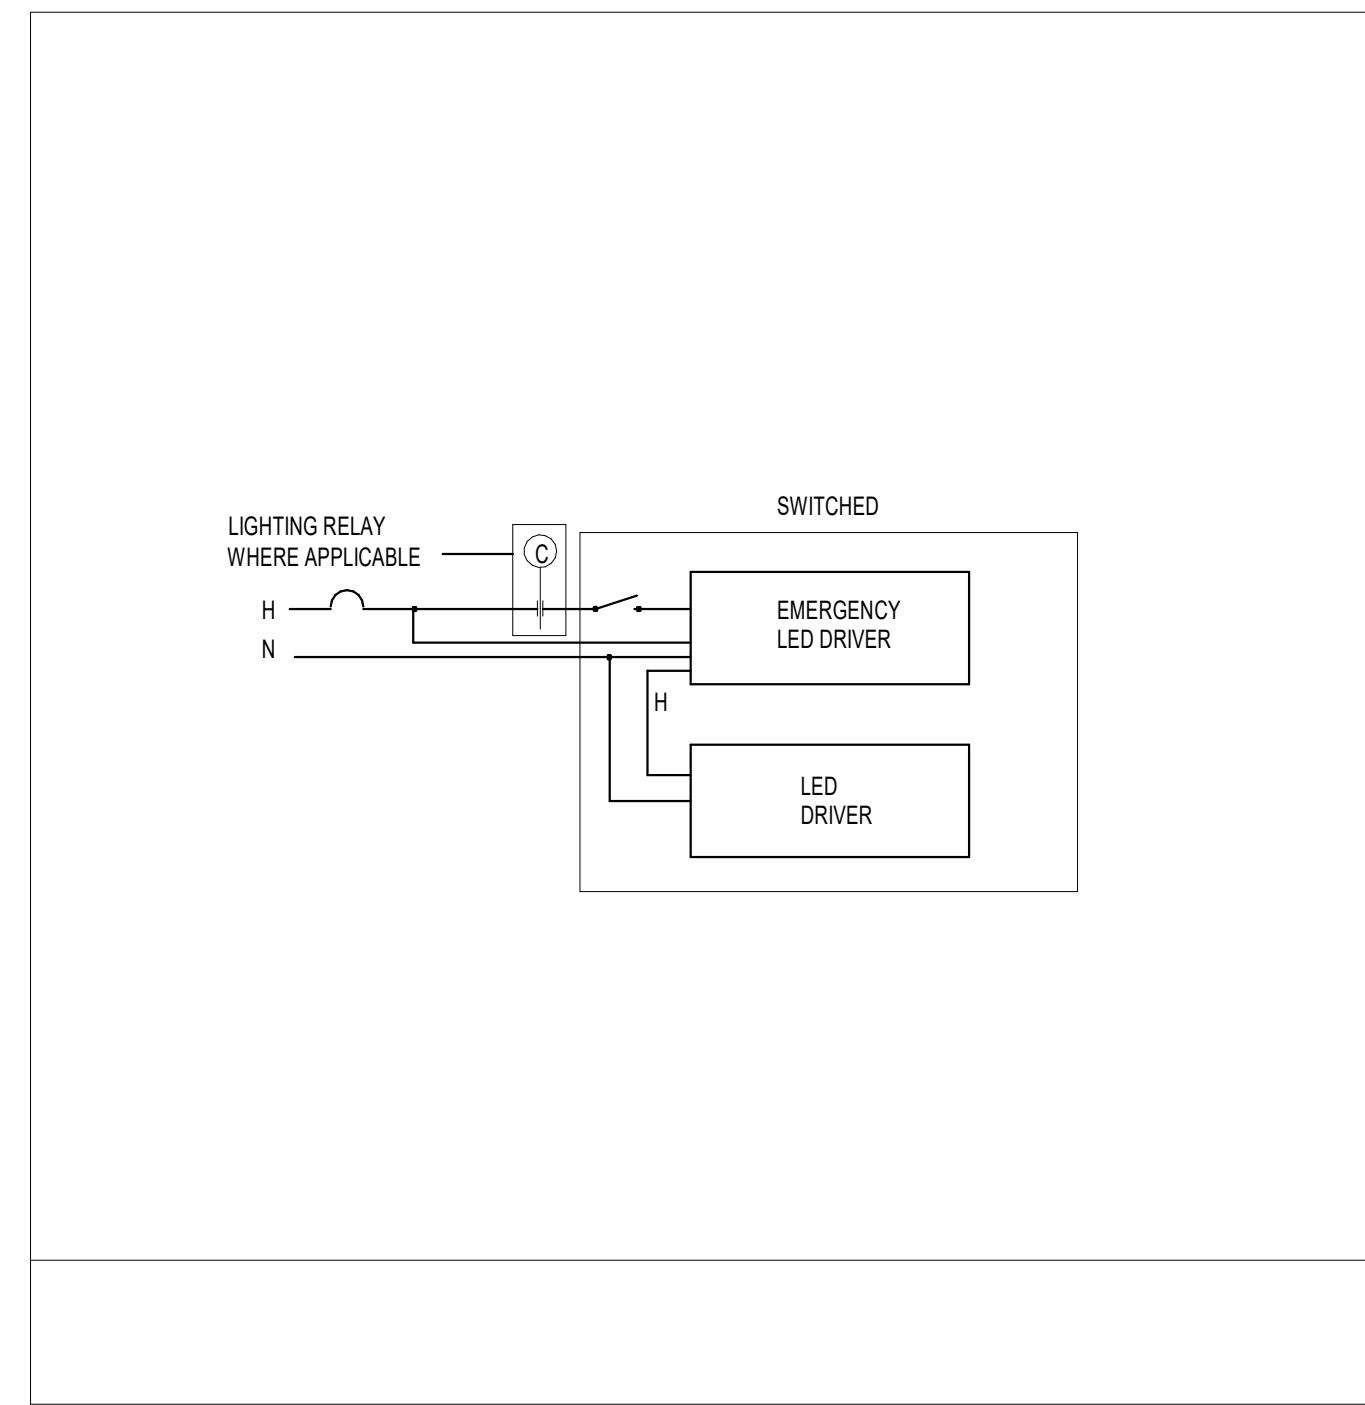 SWITCHED
LIGHTING RELAY
WHERE APPLICABLE
C
H
N
EMERGENCY
LED DRIVER
H
LED
DRIVER